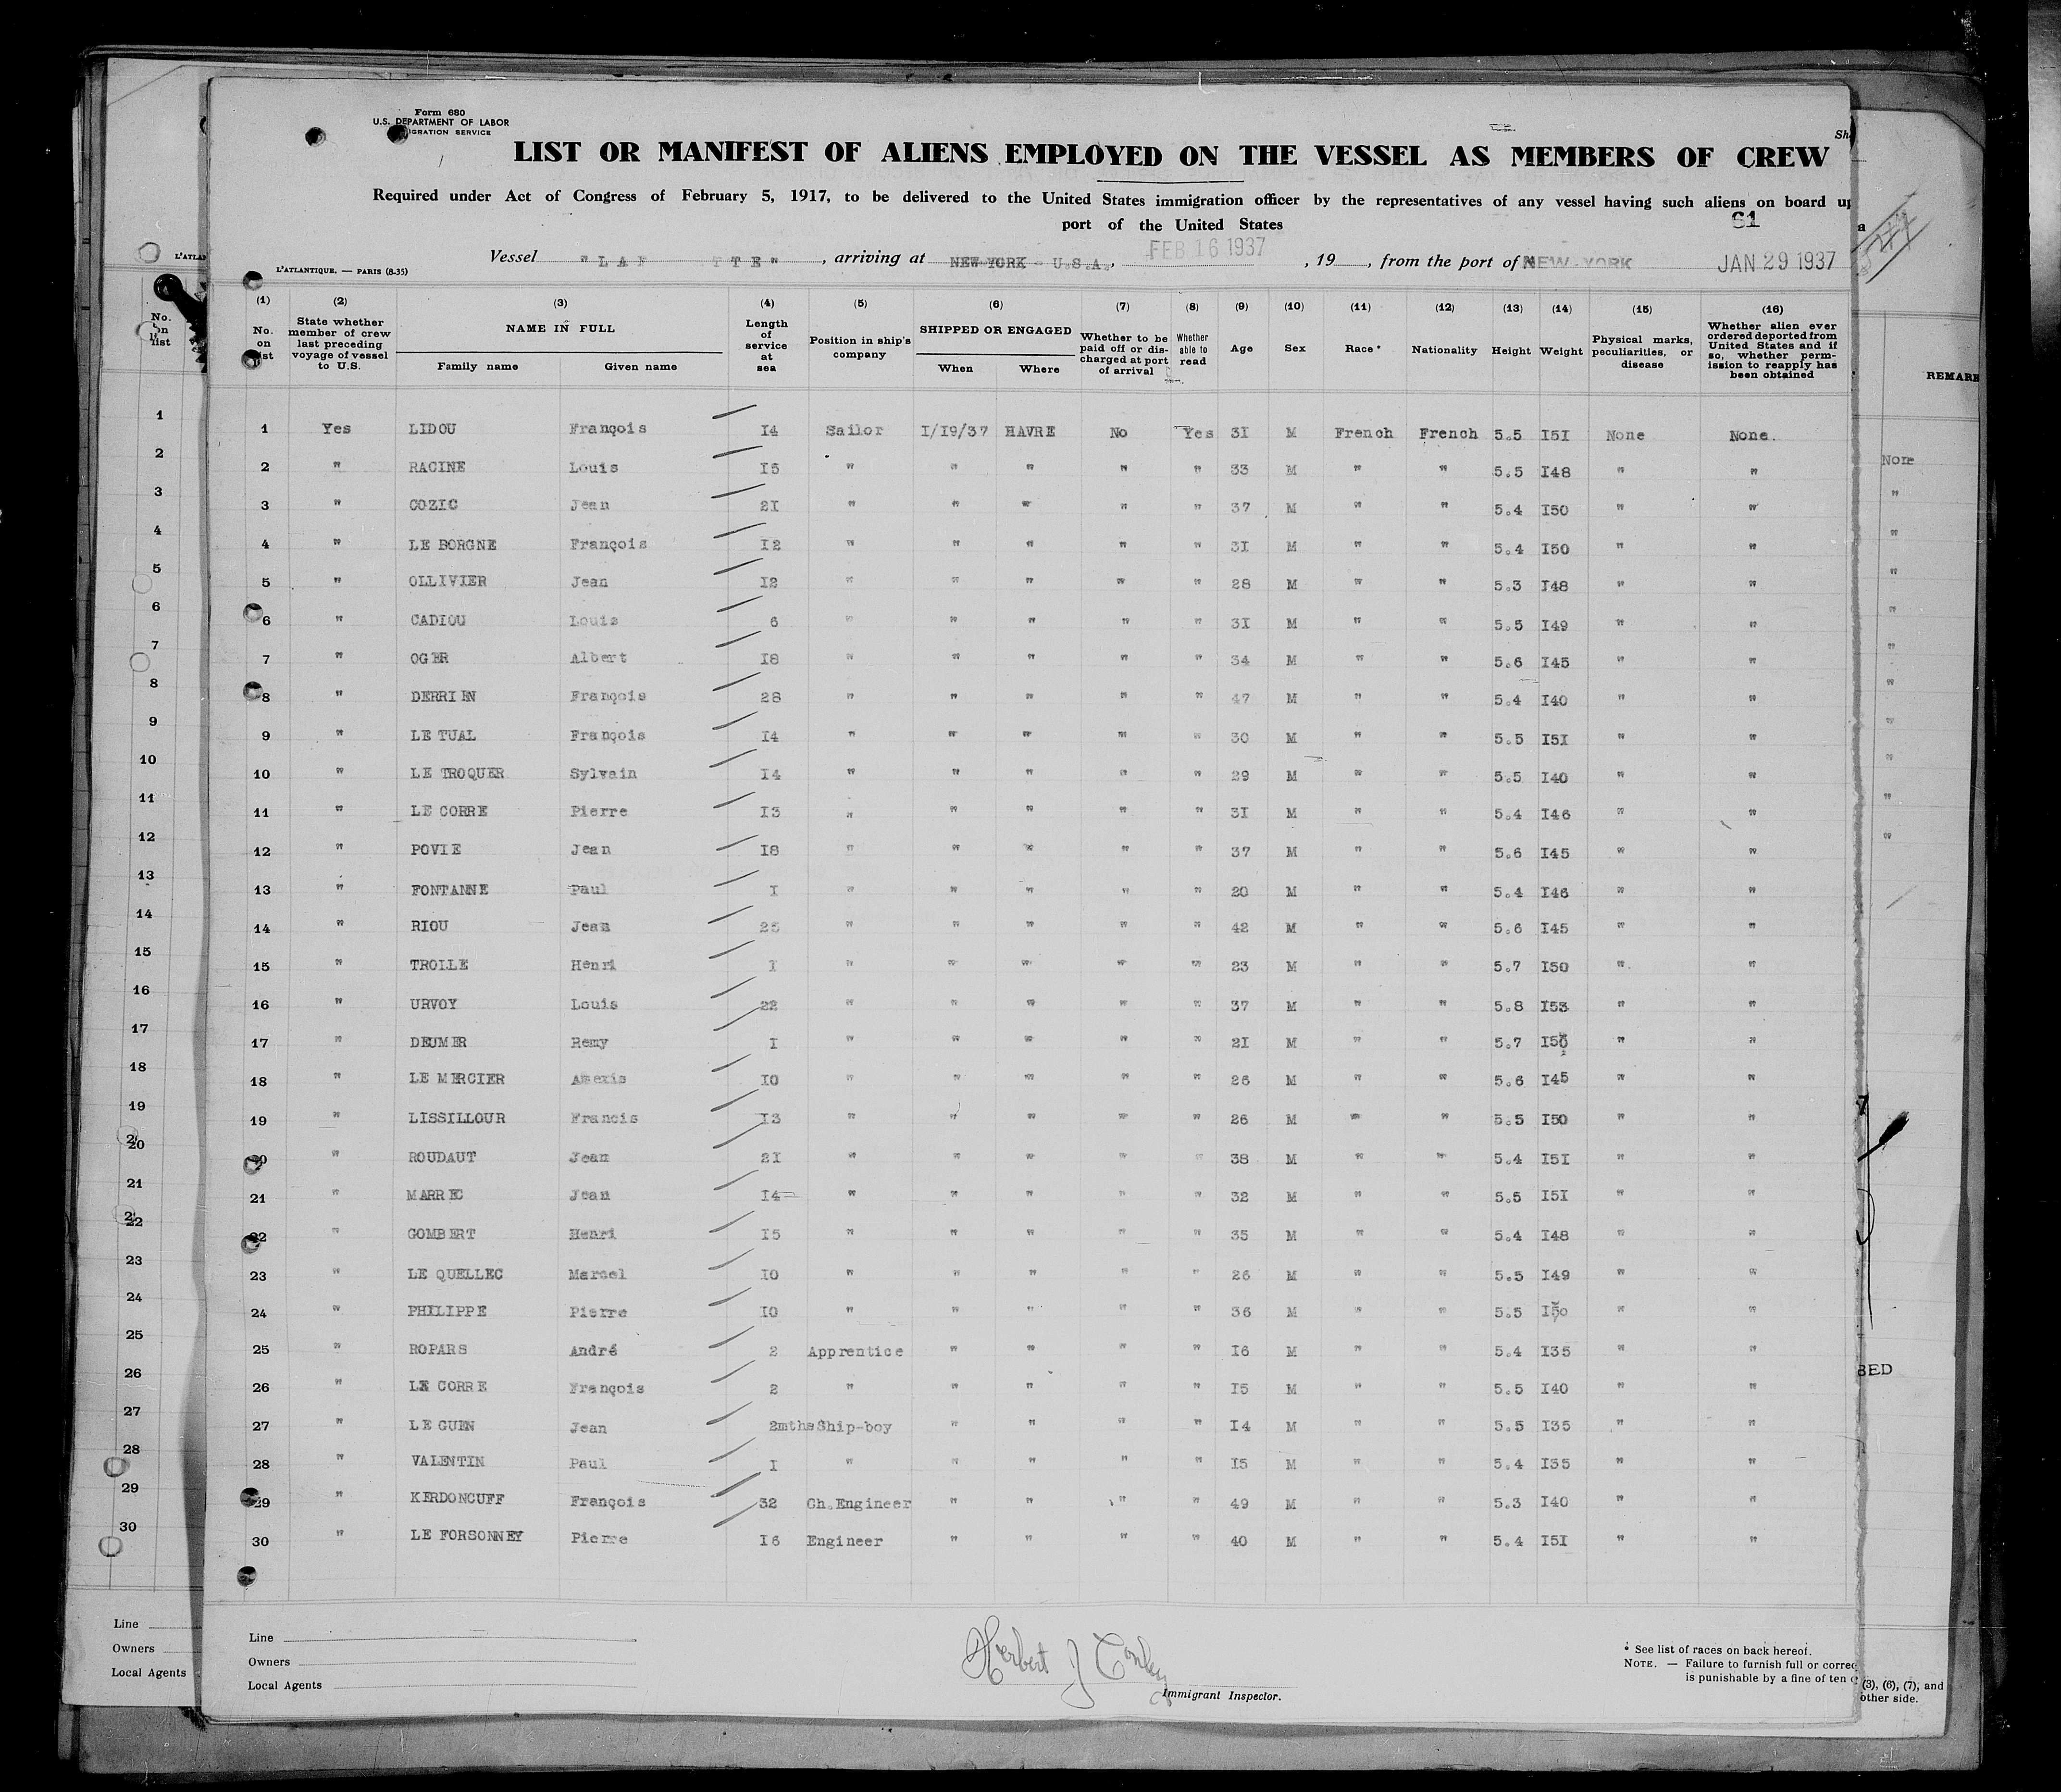 Form 680
U.S. DEPARTMENT OF LABOR
IGRATION SERVICE
LIST OR MANIFEST OF ALIENS EMPLOYED ON THE VESSEL AS MEMBERS OF CREW
Required under Act of Congress of February 5, 1917, to be delivered to the United States immigration officer by the representatives of any vessel having such aliens on board
port of the United States
L'ATLANTIQUE. — PARIS (8-35)
Vessel "LAF TTE", arriving at NEW-YORK - U.S.A., FEB 16 1937, 19, from the port of NEW-YORK JAN 29 1937
(1) (2) (3) (4) (5) (6) (7) (8) (9) (10) (11) (12) (13) (14) (15) (16)
No. on list State whether member of crew last preceding voyage of vessel to U.S. NAME IN FULL Family name Given name Length of service at sea Position in ship's company SHIPPED OR ENGAGED When Where Whether to be paid off or discharged at port of arrival Whether able to read Age Sex Race * Nationality Height Weight Physical marks, peculiarities, or disease Whether alien ever ordered deported from United States and if so, whether permission to reapply has been obtained
1 Yes LIDOU François I4 Sailor I/I9/37 HAVRE No Yes 3I M French French 5.5 I5I None None.
2 " RACINE Louis I5 " " " " " 33 M " " 5.5 I48 " "
3 " COZIC Jean 2I " " " " " 37 M " " 5.4 I50 " "
4 " LE BORGNE François I2 " " " " " 3I M " " 5.4 I50 " "
5 " OLLIVIER Jean I2 " " " " " 28 M " " 5.3 I48 " "
6 " CADIOU Louis 6 " " " " " 3I M " " 5.5 I49 " "
7 " OGER Albert I8 " " " " " 34 M " " 5.6 I45 " "
8 " DERRIEN François 28 " " " " " 47 M " " 5.4 I40 " "
9 " LE TUAL François I4 " " " " " 30 M " " 5.5 I5I " "
10 " LE TROQUER Sylvain I4 " " " " " 29 M " " 5.5 I40 " "
11 " LE CORRE Pierre I3 " " " " " 3I M " " 5.4 I46 " "
12 " POVIE Jean I8 " " " " " 37 M " " 5.6 I45 " "
13 " FONTANNE Paul I " " " " " 20 M " " 5.4 I46 " "
14 " RIOU Jean 25 " " " " " 42 M " " 5.6 I45 " "
15 " TROLLE Henri I " " " " " 23 M " " 5.7 I50 " "
16 " URVOY Louis 22 " " " " " 37 M " " 5.8 I53 " "
17 " DEUMER Remy I " " " " " 2I M " " 5.7 I50 " "
18 " LE MERCIER I0 " " " " " 26 M " " 5.6 I45 " "
19 " LISSILLOUR Francis I3 " " " " " 26 M " " 5.5 I50 " "
20 " ROUDAUT Jean 2I " " " " " 38 M " " 5.4 I5I " "
21 " MARREC Jean I4 " " " " " 32 M " " 5.5 I5I " "
22 " GOMBERT Henri I5 " " " " " 35 M " " 5.4 I48 " "
23 " LE QUELLEC Marcel I0 " " " " " 26 M " " 5.5 I49 " "
24 " PHILIPPE Pierre I0 " " " " " 36 M " " 5.5 I50 " "
25 " ROPARS André 2 Apprentice " " " " I6 M " " 5.4 I35 " "
26 " LE CORRE François 2 " " " " " I5 M " " 5.5 I40 " "
27 " LE GUEN Jean 2mths Ship-boy " " " " I4 M " " 5.5 I35 " "
28 " VALENTIN Paul I " " " " " I5 M " " 5.4 I35 " "
29 " KERDONCUFF François 32 Ch.Engineer " " " " 49 M " " 5.3 I40 " "
30 " LE FORSONNEY Pierre I6 Engineer " " " " 40 M " " 5.4 I5I " "
Line
Owners
Local Agents
Herbert J Conley
Immigrant Inspector.
* See list of races on back hereof.
NOTE. — Failure to furnish full or correc
is punishable by a fine of ten
(3), (6), (7), and
other side.
Line
Owners
Local Agents
REMARK
None
BED